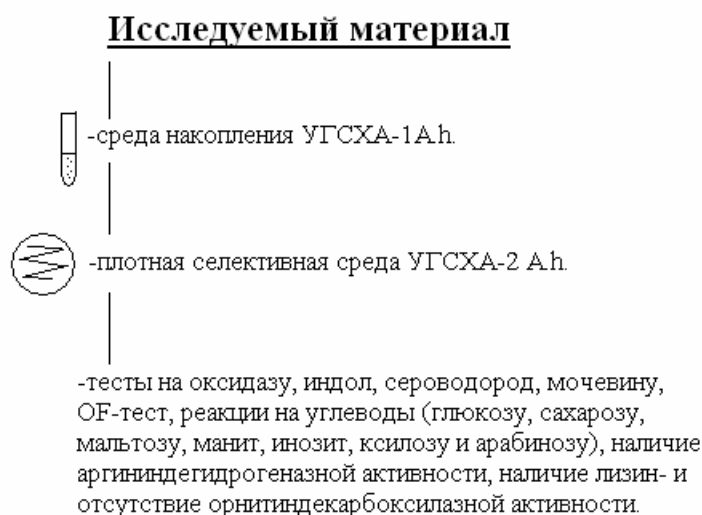 Исследуемый материал
-среда накопления УГСХА-1A.h.
-плотная селективная среда УГСХА-2 A.h.
-тесты на оксидазу, индол, сероводород, мочевину,
OF-тест, реакции на углеводы (глюкозу, сахарозу,
мальтозу, манит, инозит, ксилозу и арабинозу), наличие
аргининдегидрогеназной активности, наличие лизин- и
отсутствие орнитиндекарбоксилазной активности.